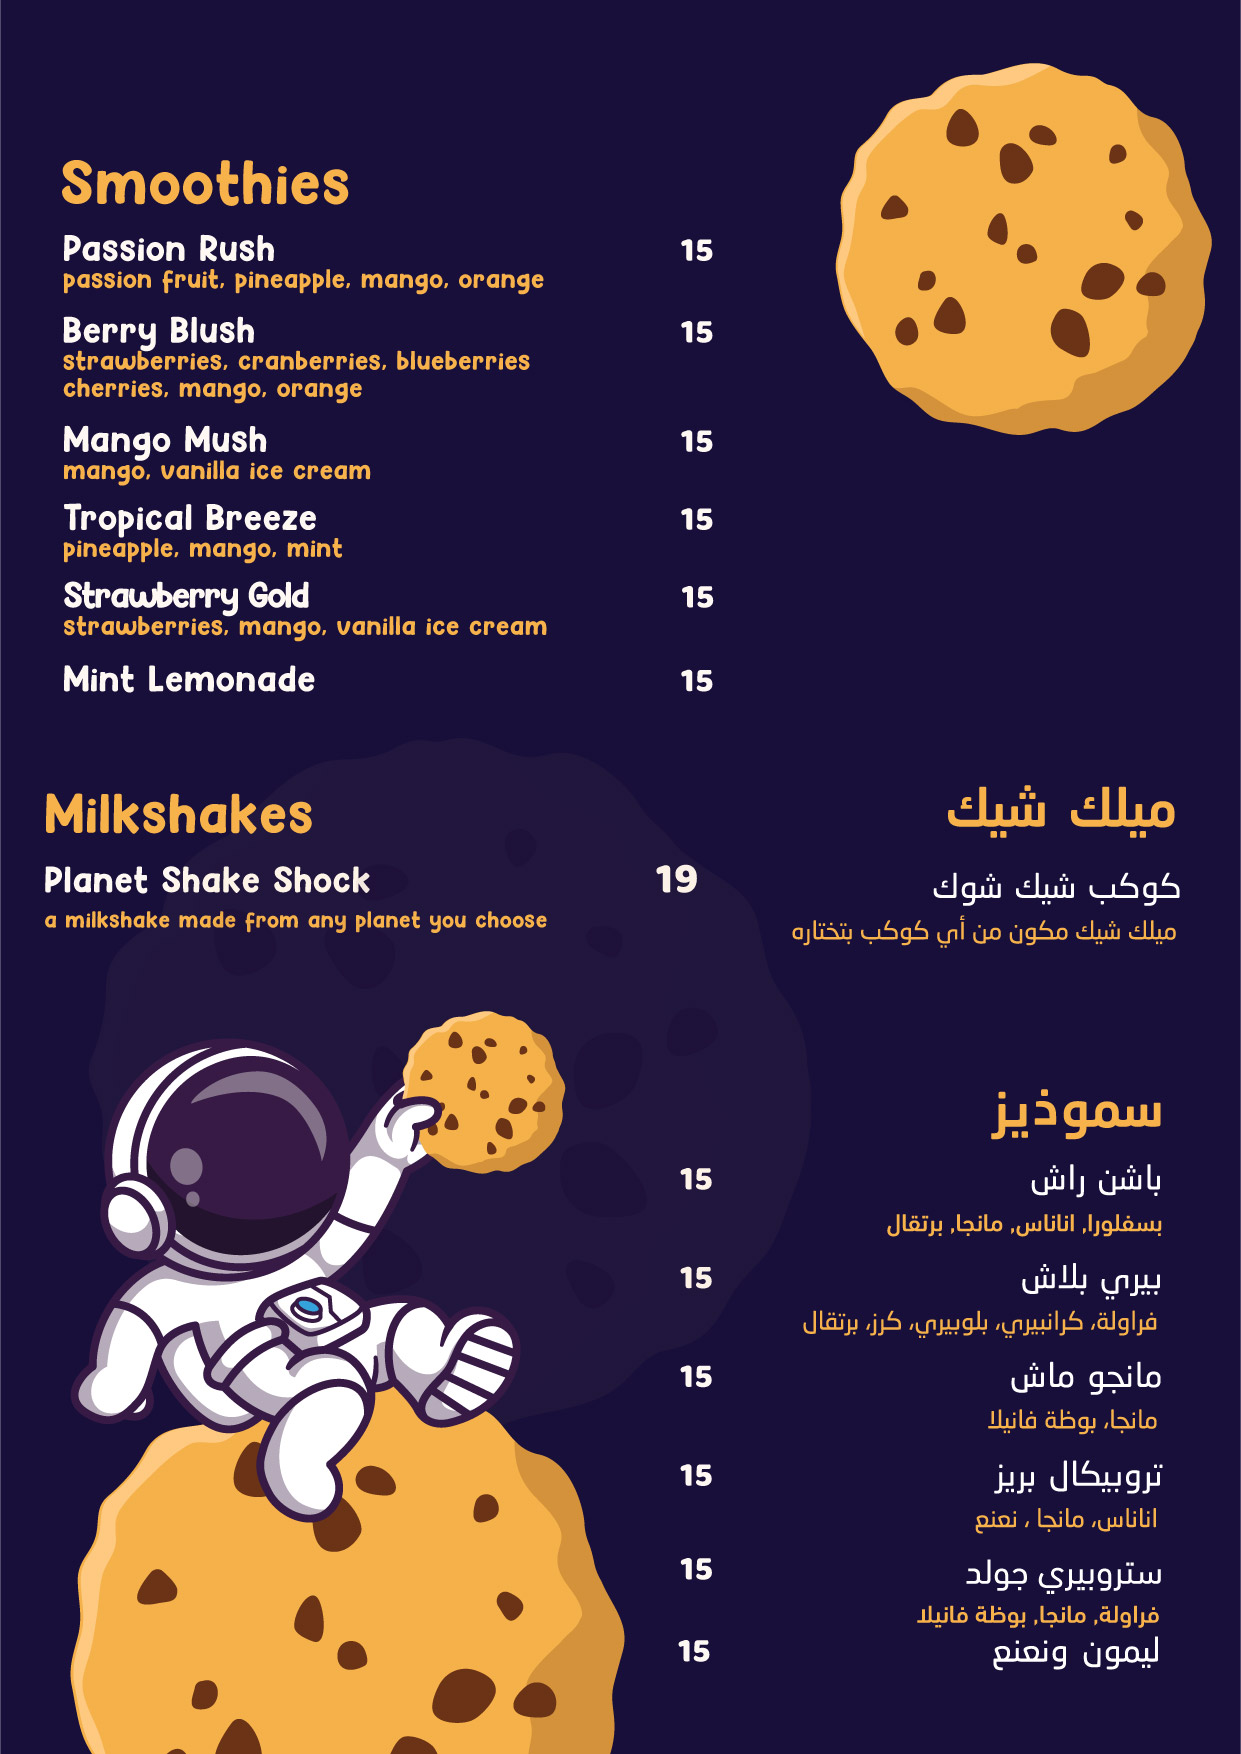 Smoothies
Passion Rush 15
passion fruit, pineapple, mango, orange
Berry Blush 15
strawberries, cranberries, blueberries
cherries, mango, orange
Mango Mush 15
mango, vanilla ice cream
Tropical Breeze 15
pineapple, mango, mint
Strawberry Gold 15
strawberries, mango, vanilla ice cream
Mint Lemonade 15
Milkshakes
Planet Shake Shock 19
a milkshake made from any planet you choose
ميلك شيك
كوكب شيك شوك
ميلك شيك مكون من أي كوكب بتختاره
سموذيز
باشن راش 15
بسفلورا, اناناس, مانجا, برتقال
بيري بلاش 15
فراولة، كرانبيري، بلوبيري، كرز، برتقال
مانجو ماش 15
مانجا، بوظة فانيلا
تروبيكال بريز 15
اناناس، مانجا ، نعنع
ستروبيري جولد 15
فراولة, مانجا, بوظة فانيلا
ليمون ونعنع 15